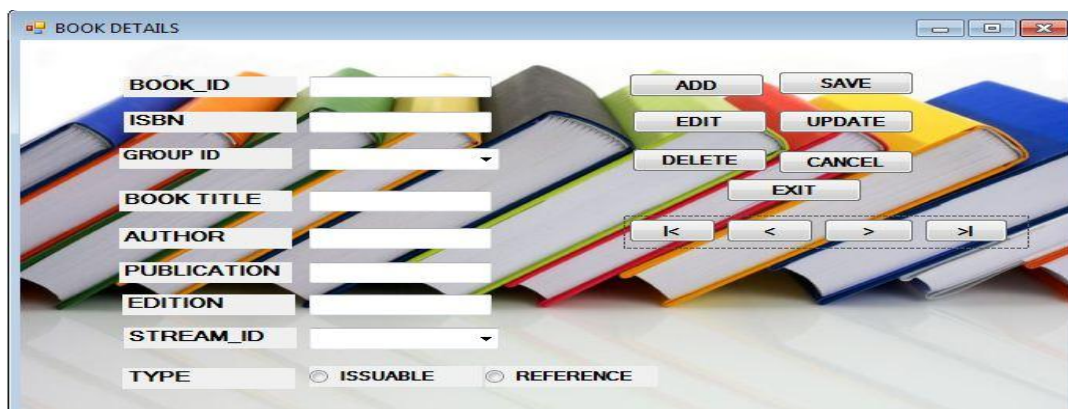 BOOK DETAILS
BOOK_ID
ADD
SAVE
ISBN
EDIT
UPDATE
GROUP ID
DELETE
CANCEL
BOOK TITLE
EXIT
AUTHOR
|<
<
>
>|
PUBLICATION
EDITION
STREAM_ID
TYPE
ISSUABLE
REFERENCE